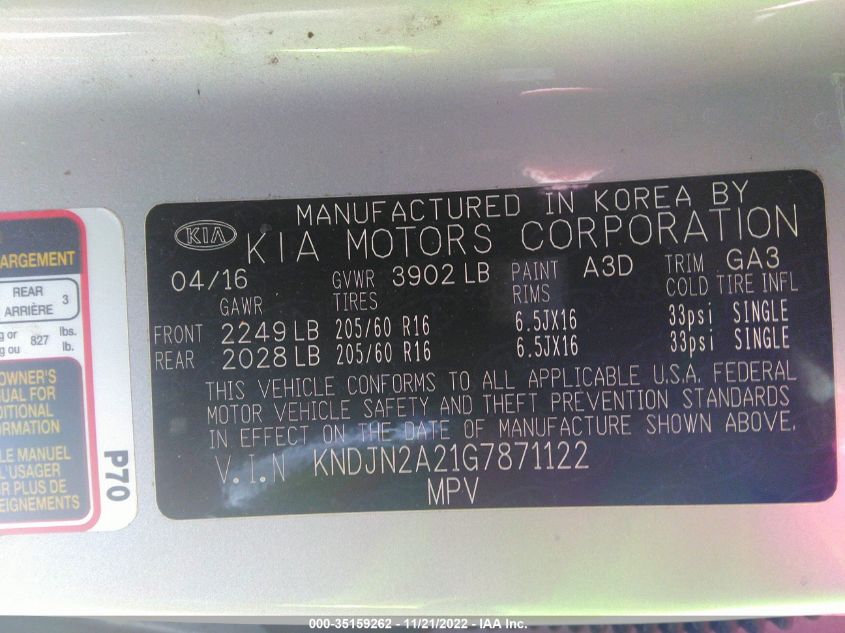 MANUFACTURED IN KOREA BY
KIA KIA MOTORS CORPORATION
04/16 GVWR 3902 LB PAINT A3D TRIM GA3
GAWR TIRES RIMS COLD TIRE INFL
FRONT 2249 LB 205/60 R16 6.5JX16 33psi SINGLE
REAR 2028 LB 205/60 R16 6.5JX16 33psi SINGLE
THIS VEHICLE CONFORMS TO ALL APPLICABLE U.S.A. FEDERAL
MOTOR VEHICLE SAFETY AND THEFT PREVENTION STANDARDS
IN EFFECT ON THE DATE OF MANUFACTURE SHOWN ABOVE.
V.I.N KNDJN2A21G7871122
MPV
ARGEMENT
REAR
ARRIÈRE 3
g or 827 lbs.
g ou lb.
OWNER'S
UAL FOR
DITIONAL
ORMATION
LE MANUEL
L'USAGER
R PLUS DE
EIGNEMENTS
P70
000-35159262 - 11/21/2022 - IAAI, Inc.